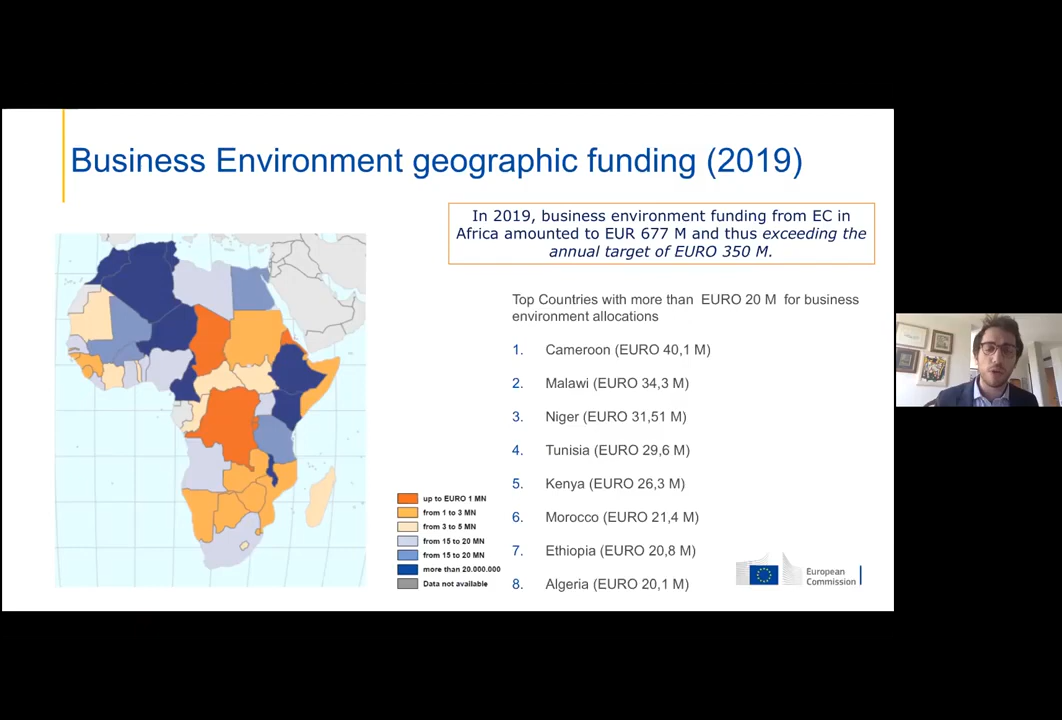 Business Environment geographic funding (2019)
In 2019, business environment funding from EC in
Africa amounted to EUR 677 M and thus exceeding the
annual target of EURO 350 M.
Top Countries with more than EURO 20 M for business
environment allocations
1. Cameroon (EURO 40,1 M)
2. Malawi (EURO 34,3 M)
3. Niger (EURO 31,51 M)
4. Tunisia (EURO 29,6 M)
5. Kenya (EURO 26,3 M)
6. Morocco (EURO 21,4 M)
7. Ethiopia (EURO 20,8 M)
8. Algeria (EURO 20,1 M)
up to EURO 1 MN
from 1 to 3 MN
from 3 to 5 MN
from 15 to 20 MN
from 15 to 20 MN
more than 20.000.000
Data not available
European
Commission